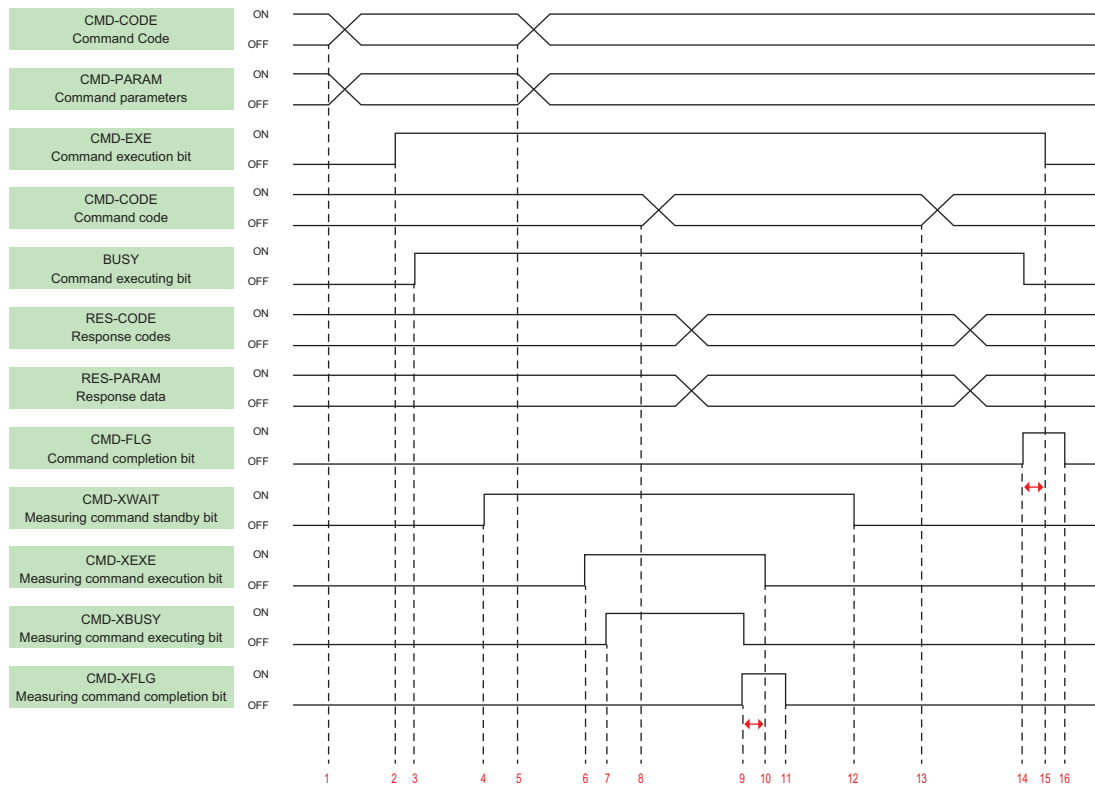 CMD-CODE
Command Code
ON
OFF
CMD-PARAM
Command parameters
ON
OFF
CMD-EXE
Command execution bit
ON
OFF
CMD-CODE
Command code
ON
OFF
BUSY
Command executing bit
ON
OFF
RES-CODE
Response codes
ON
OFF
RES-PARAM
Response data
ON
OFF
CMD-FLG
Command completion bit
ON
OFF
CMD-XWAIT
Measuring command standby bit
ON
OFF
CMD-XEXE
Measuring command execution bit
ON
OFF
CMD-XBUSY
Measuring command executing bit
ON
OFF
CMD-XFLG
Measuring command completion bit
ON
OFF
1 2 3 4 5 6 7 8 9 10 11 12 13 14 15 16